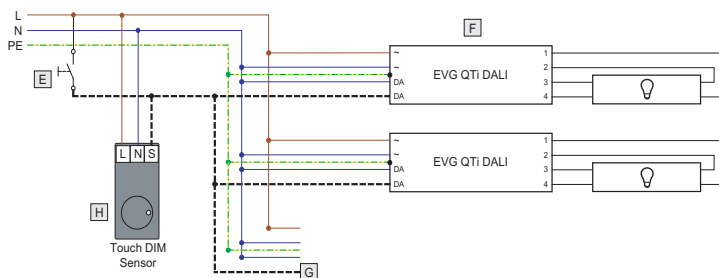 L
N
PE
E
F
~
~
DA
DA
EVG QTi DALI
1
2
3
4
~
~
DA
DA
EVG QTi DALI
1
2
3
4
L N S
H
Touch DIM
Sensor
G